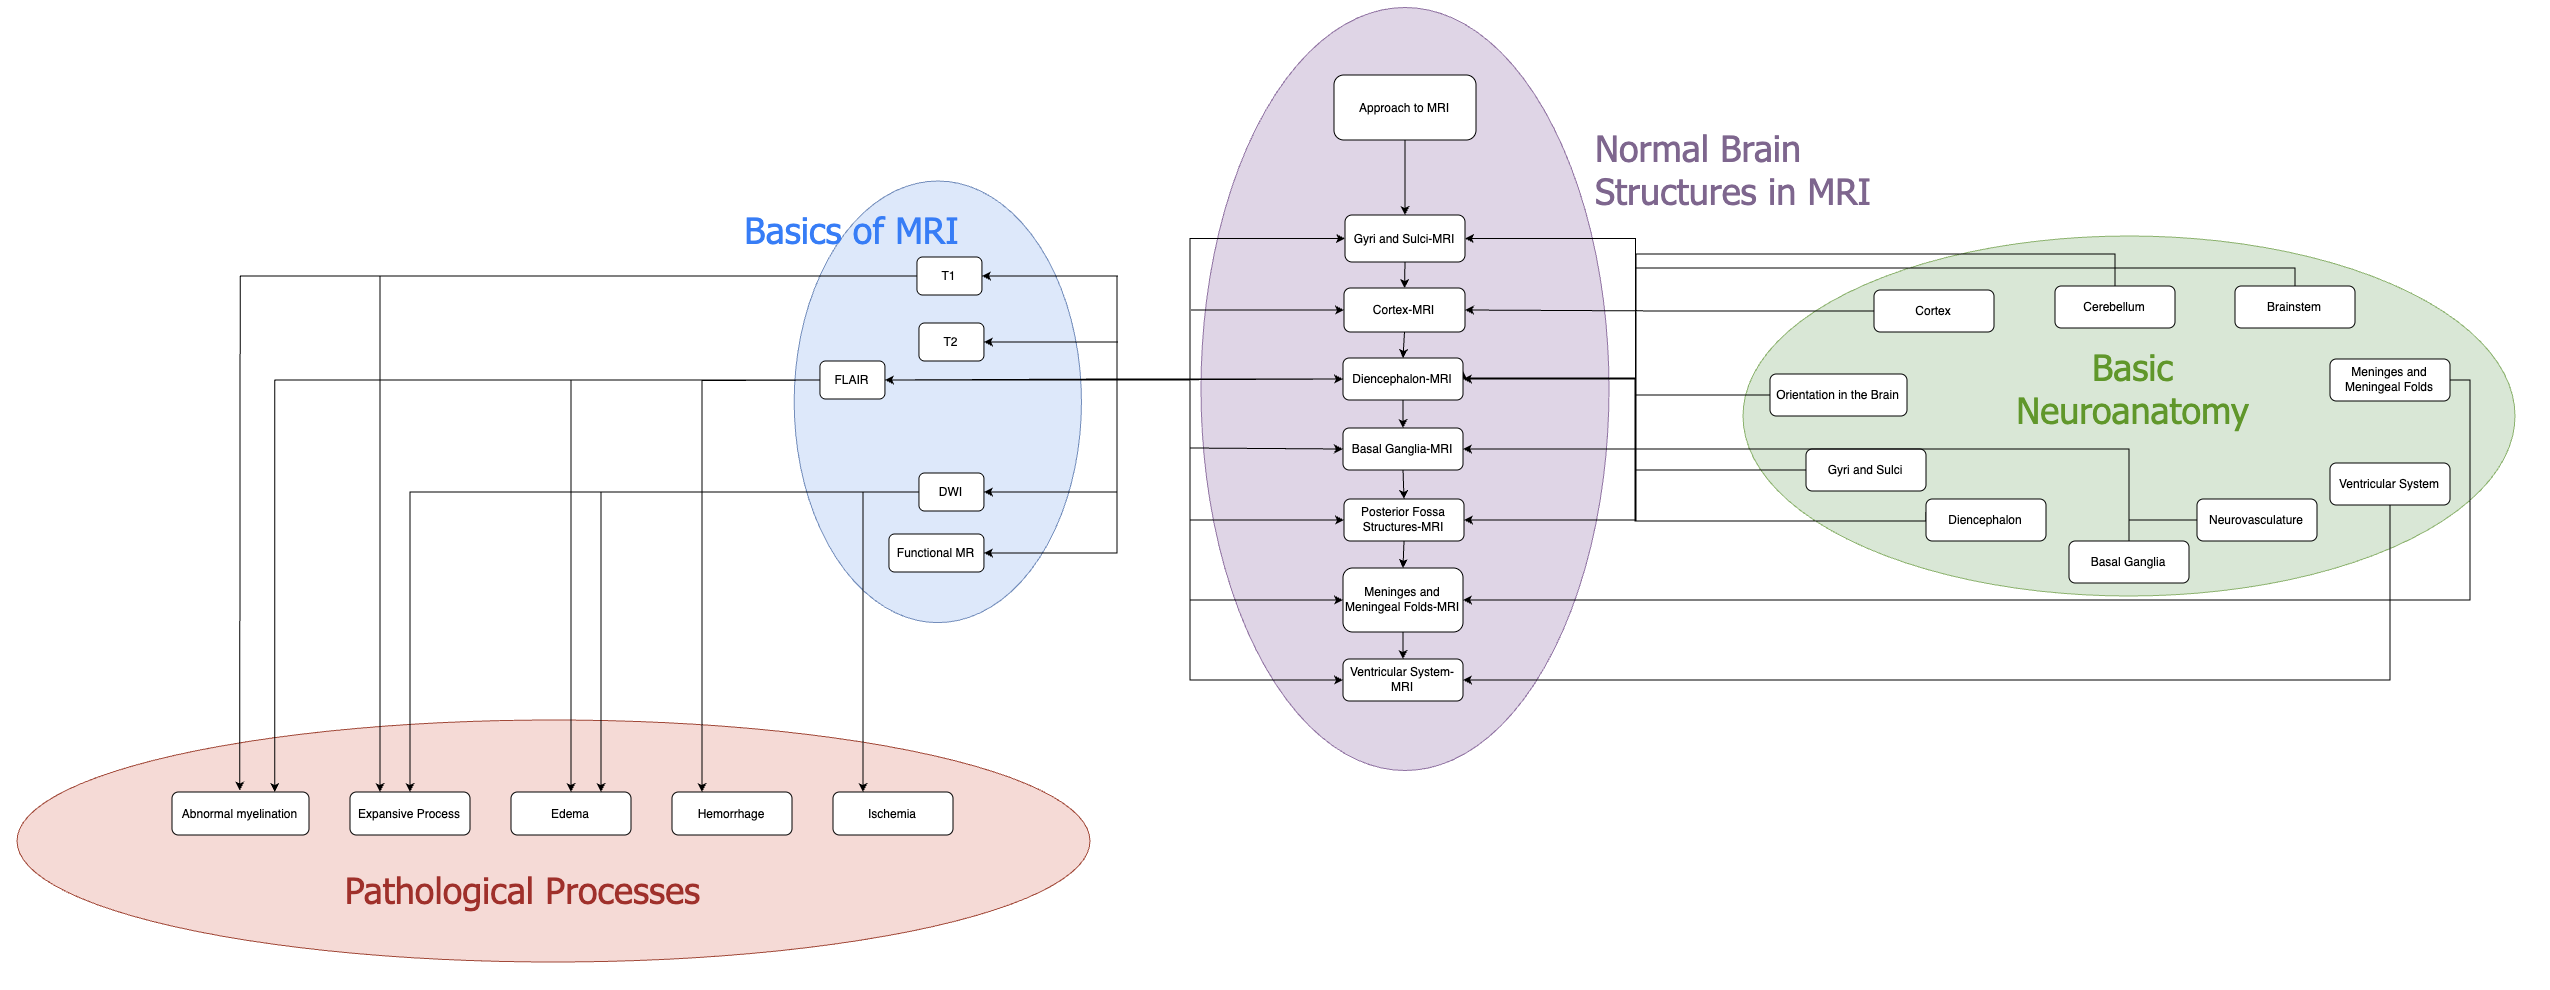 Approach to MRI
Normal Brain
Structures in MRI
Basics of MRI
Gyri and Sulci-MRI
T1
T2
FLAIR
DWI
Functional MR
Cortex-MRI
Diencephalon-MRI
Basal Ganglia-MRI
Posterior Fossa
Structures-MRI
Meninges and
Meningeal Folds-MRI
Ventricular System-
MRI
Cortex
Cerebellum
Brainstem
Basic
Neuroanatomy
Meninges and
Meningeal Folds
Orientation in the Brain
Gyri and Sulci
Ventricular System
Diencephalon
Neurovasculature
Basal Ganglia
Abnormal myelination
Expansive Process
Edema
Hemorrhage
Ischemia
Pathological Processes